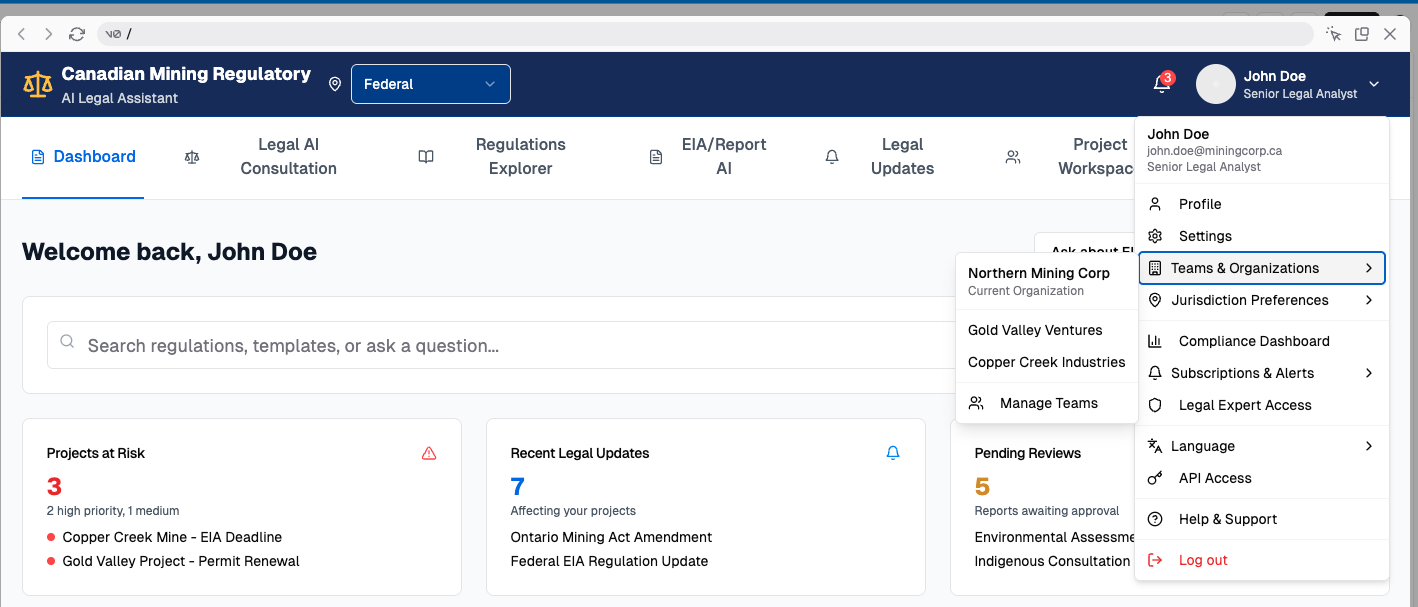 v0 /
Canadian Mining Regulatory
AI Legal Assistant
Federal
3
John Doe
Senior Legal Analyst
Dashboard
Legal AI
Consultation
Regulations
Explorer
EIA/Report
AI
Legal
Updates
Project
Workspac
John Doe
john.doe@miningcorp.ca
Senior Legal Analyst
Profile
Settings
Teams & Organizations
Jurisdiction Preferences
Compliance Dashboard
Subscriptions & Alerts
Legal Expert Access
Language
API Access
Help & Support
Log out
Northern Mining Corp
Current Organization
Gold Valley Ventures
Copper Creek Industries
Manage Teams
Welcome back, John Doe
Ask about EI
Search regulations, templates, or ask a question...
Projects at Risk
3
2 high priority, 1 medium
Copper Creek Mine - EIA Deadline
Gold Valley Project - Permit Renewal
Recent Legal Updates
7
Affecting your projects
Ontario Mining Act Amendment
Federal EIA Regulation Update
Pending Reviews
5
Reports awaiting approval
Environmental Assessme
Indigenous Consultation